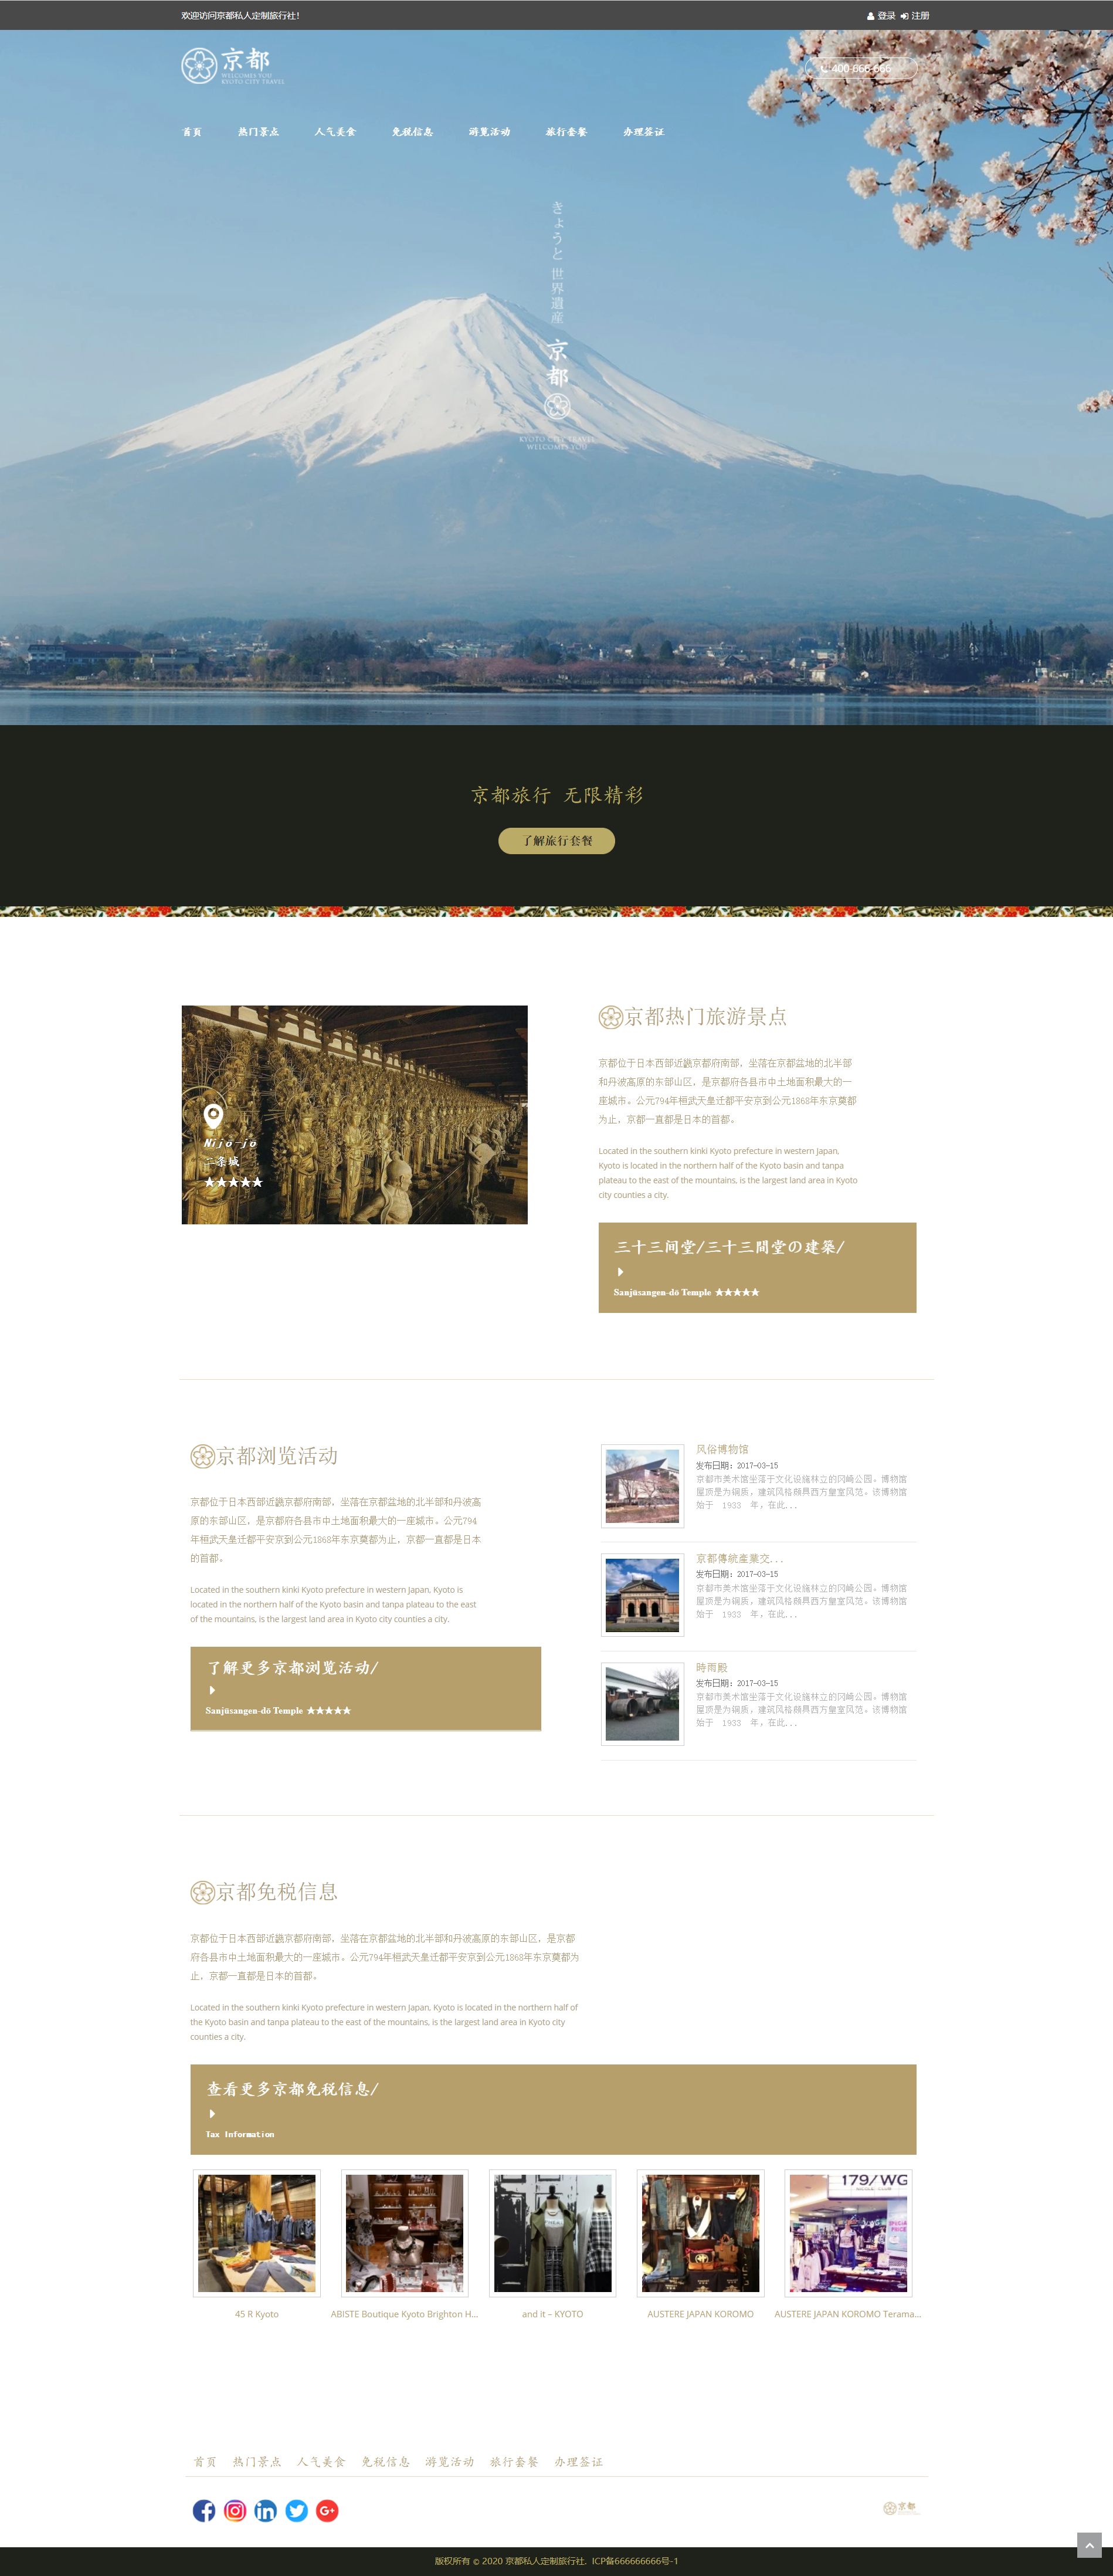 欢迎访问京都私人定制旅行社!
登录 注册
京都
WELCOMES YOU
KYOTO CITY TRAVEL
400-666-666
首頁 热门景点 人气美食 免税信息 游览活动 旅行套餐 办理签证
きょうと 世界遺産 京都
KYOTO CITY TRAVEL
WELCOMES YOU
京都旅行 无限精彩
了解旅行套餐
京都热门旅游景点
京都位于日本西部近畿京都府南部，坐落在京都盆地的北半部
和丹波高原的东部山区，是京都府各县市中土地面积最大的一
座城市。公元794年桓武天皇迁都平安京到公元1868年东京奠都
为止，京都一直都是日本的首都。
Located in the southern kinki Kyoto prefecture in western Japan,
Kyoto is located in the northern half of the Kyoto basin and tanpa
plateau to the east of the mountains, is the largest land area in Kyoto
city counties a city.
Nijo-jo
二条城
★★★★★
三十三间堂/三十三間堂の建築/
Sanjūsangen-dō Temple ★★★★★
京都浏览活动
京都位于日本西部近畿京都府南部，坐落在京都盆地的北半部和丹波高
原的东部山区，是京都府各县市中土地面积最大的一座城市。公元794
年桓武天皇迁都平安京到公元1868年东京奠都为止，京都一直都是日本
的首都。
Located in the southern kinki Kyoto prefecture in western Japan, Kyoto is
located in the northern half of the Kyoto basin and tanpa plateau to the east
of the mountains, is the largest land area in Kyoto city counties a city.
了解更多京都浏览活动/
Sanjūsangen-dō Temple ★★★★★
风俗博物馆
发布日期：2017-03-15
京都市美术馆坐落于文化设施林立的冈崎公园。博物馆
屋顶是为铜质，建筑风格颇具西方皇室风范。该博物馆
始于 1933 年，在此...
京都傳統產業交...
发布日期：2017-03-15
京都市美术馆坐落于文化设施林立的冈崎公园。博物馆
屋顶是为铜质，建筑风格颇具西方皇室风范。该博物馆
始于 1933 年，在此...
時雨殿
发布日期：2017-03-15
京都市美术馆坐落于文化设施林立的冈崎公园。博物馆
屋顶是为铜质，建筑风格颇具西方皇室风范。该博物馆
始于 1933 年，在此...
京都免税信息
京都位于日本西部近畿京都府南部，坐落在京都盆地的北半部和丹波高原的东部山区，是京都
府各县市中土地面积最大的一座城市。公元794年桓武天皇迁都平安京到公元1868年东京奠都为
止，京都一直都是日本的首都。
Located in the southern kinki Kyoto prefecture in western Japan, Kyoto is located in the northern half of
the Kyoto basin and tanpa plateau to the east of the mountains, is the largest land area in Kyoto city
counties a city.
查看更多京都免税信息/
Tax Information
179/WG
SPECIAL PRICE
45 R Kyoto
ABISTE Boutique Kyoto Brighton H...
and it – KYOTO
AUSTERE JAPAN KOROMO
AUSTERE JAPAN KOROMO Terama...
首页 热门景点 人气美食 免税信息 游览活动 旅行套餐 办理签证
京都
版权所有 © 2020 京都私人定制旅行社. ICP备666666666号-1